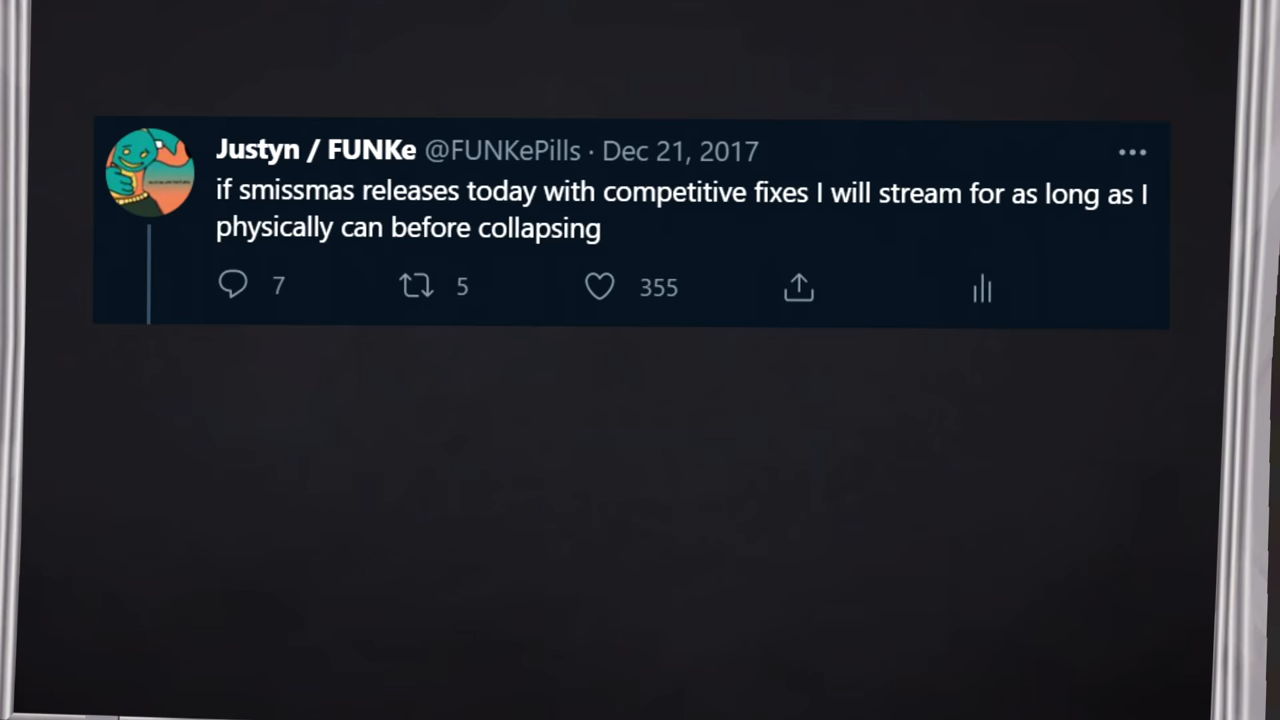 Justyn / FUNKe @FUNKePills · Dec 21, 2017
if smissmas releases today with competitive fixes I will stream for as long as I
physically can before collapsing
7 5 355